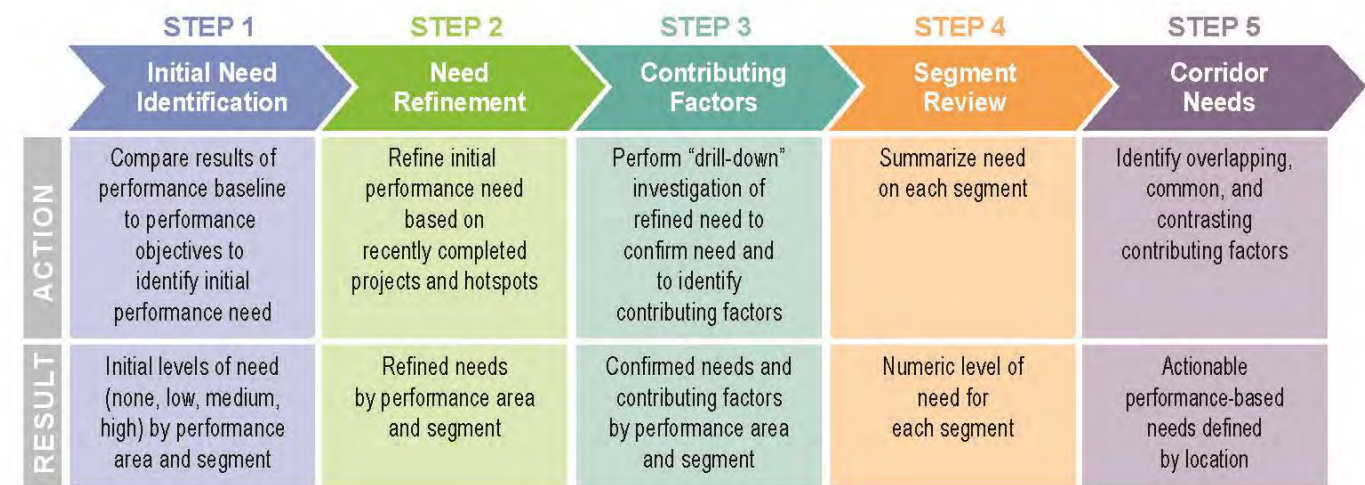 STEP 1
STEP 2
STEP 3
STEP 4
STEP 5
Initial Need
Identification
Need
Refinement
Contributing
Factors
Segment
Review
Corridor
Needs
ACTION
Compare results of
performance baseline
to performance
objectives to
identify initial
performance need
Refine initial
performance need
based on
recently completed
projects and hotspots
Perform “drill-down”
investigation of
refined need to
confirm need and
to identify
contributing factors
Summarize need
on each segment
Identify overlapping,
common, and
contrasting
contributing factors
RESULT
Initial levels of need
(none, low, medium,
high) by performance
area and segment
Refined needs
by performance area
and segment
Confirmed needs and
contributing factors
by performance area
and segment
Numeric level of
need for
each segment
Actionable
performance-based
needs defined
by location